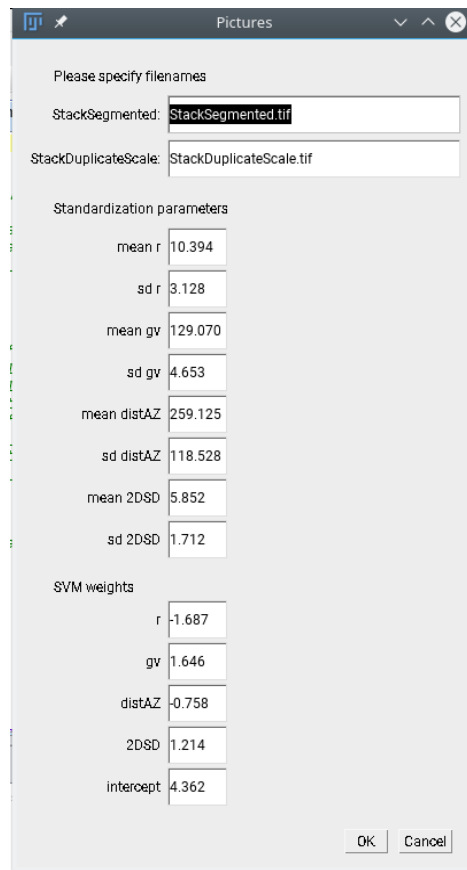 Pictures
Please specify filenames
StackSegmented: StackSegmented.tif
StackDuplicateScale: StackDuplicateScale.tif
Standardization parameters
mean r 10.394
sd r 3.128
mean gv 129.070
sd gv 4.653
mean distAZ 259.125
sd distAZ 118.528
mean 2DSD 5.852
sd 2DSD 1.712
SVM weights
r -1.687
gv 1.646
distAZ -0.758
2DSD 1.214
intercept 4.362
OK Cancel